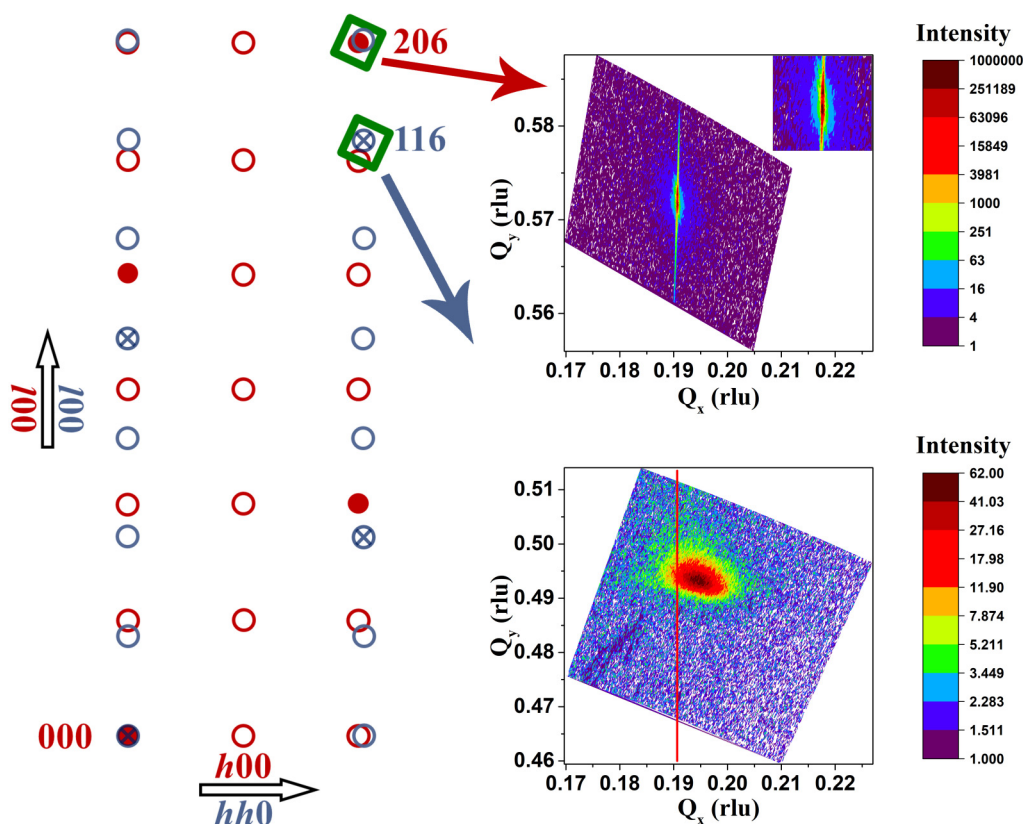 206
116
00l
00l
000
h00
hh0
Intensity
1000000
251189
63096
15849
3981
1000
251
63
16
4
1
Q_y (rlu)
0.58
0.57
0.56
0.17 0.18 0.19 0.20 0.21 0.22
Q_x (rlu)
Intensity
62.00
41.03
27.16
17.98
11.90
7.874
5.211
3.449
2.283
1.511
1.000
Q_y (rlu)
0.51
0.50
0.49
0.48
0.47
0.46
0.17 0.18 0.19 0.20 0.21 0.22
Q_x (rlu)